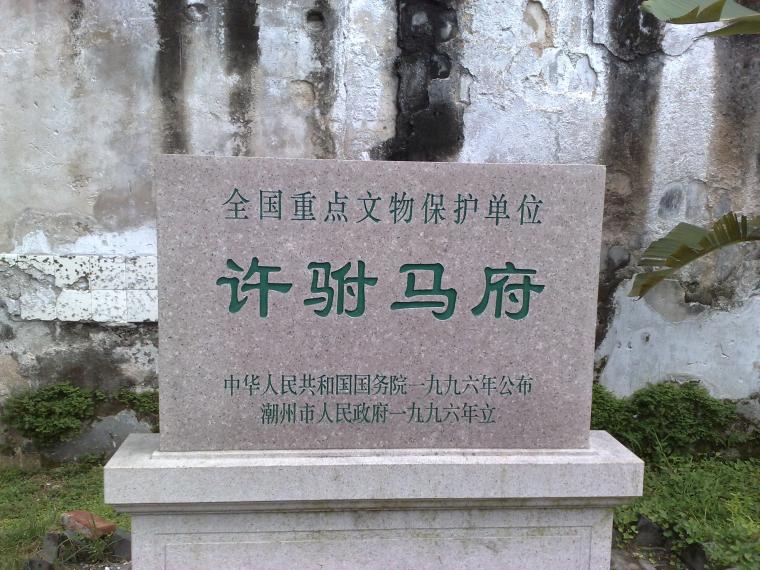 全国重点文物保护单位
许驸马府
中华人民共和国国务院一九九六年公布
潮州市人民政府一九九六年立